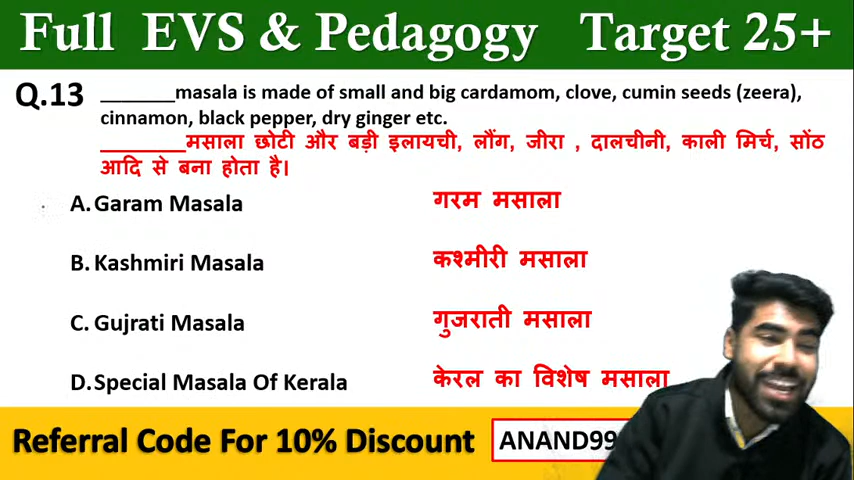 Full EVS & Pedagogy Target 25+
Q.13 _______masala is made of small and big cardamom, clove, cumin seeds (zeera),
cinnamon, black pepper, dry ginger etc.
________मसाला छोटी और बड़ी इलायची, लौंग, जीरा , दालचीनी, काली मिर्च, सोंठ
आदि से बना होता है।
A. Garam Masala गरम मसाला
B. Kashmiri Masala कश्मीरी मसाला
C. Gujrati Masala गुजराती मसाला
D. Special Masala Of Kerala केरल का विशेष मसाला
Referral Code For 10% Discount ANAND99